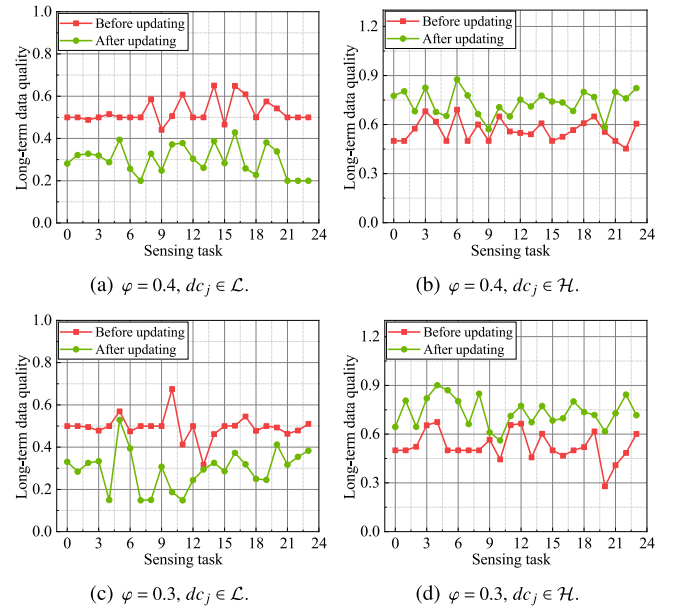 1.0
0.8
0.6
0.4
0.2
0.0
Long-term data quality
Before updating
After updating
0 3 6 9 12 15 18 21 24
Sensing task
(a) φ = 0.4, dc_j ∈ ℒ.
1.2
0.9
0.6
0.3
0.0
Long-term data quality
Before updating
After updating
0 3 6 9 12 15 18 21 24
Sensing task
(b) φ = 0.4, dc_j ∈ ℋ.
1.0
0.8
0.6
0.4
0.2
0.0
Long-term data quality
Before updating
After updating
0 3 6 9 12 15 18 21 24
Sensing task
(c) φ = 0.3, dc_j ∈ ℒ.
1.2
0.9
0.6
0.3
0.0
Long-term data quality
Before updating
After updating
0 3 6 9 12 15 18 21 24
Sensing task
(d) φ = 0.3, dc_j ∈ ℋ.